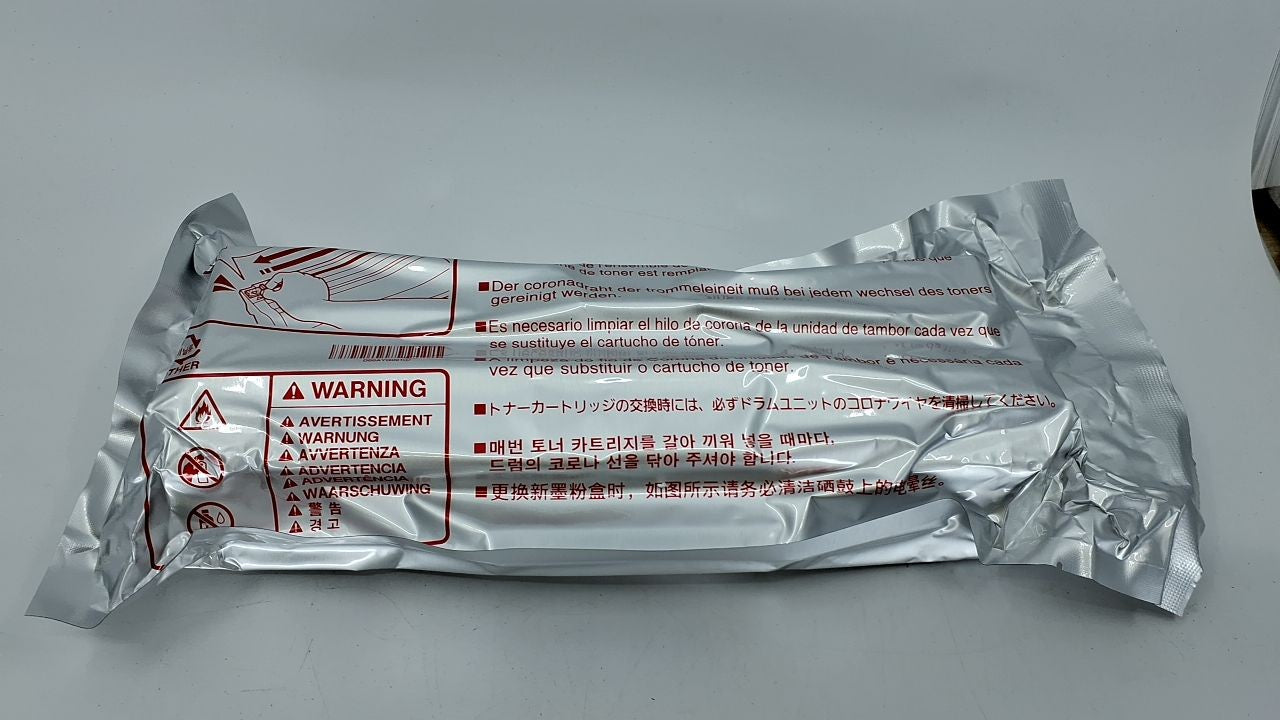 de toner est
que
■Der coronadraht der trommeleineit muß bei jedem wechsel des toners
gereinigt werden.
■Es necesario limpiar el hilo de corona de la unidad de tambor cada vez que
se sustituye el cartucho de tóner.
é necessária cada
vez que substituir o cartucho de toner.
■トナーカートリッジの交換時には、必ずドラムユニットのコロナワイヤを清掃してください。
■매번 토너 카트리지를 갈아 끼워 넣을 때마다.
드럼의 코로나 선을 닦아 주셔야 합니다.
■更换新墨粉盒时，如图所示请务必清洁硒鼓上的电晕丝。
THER
WARNING
AVERTISSEMENT
WARNUNG
AVVERTENZA
ADVERTENCIA
ADVERTÊNCIA
WAARSCHUWING
警告
경고